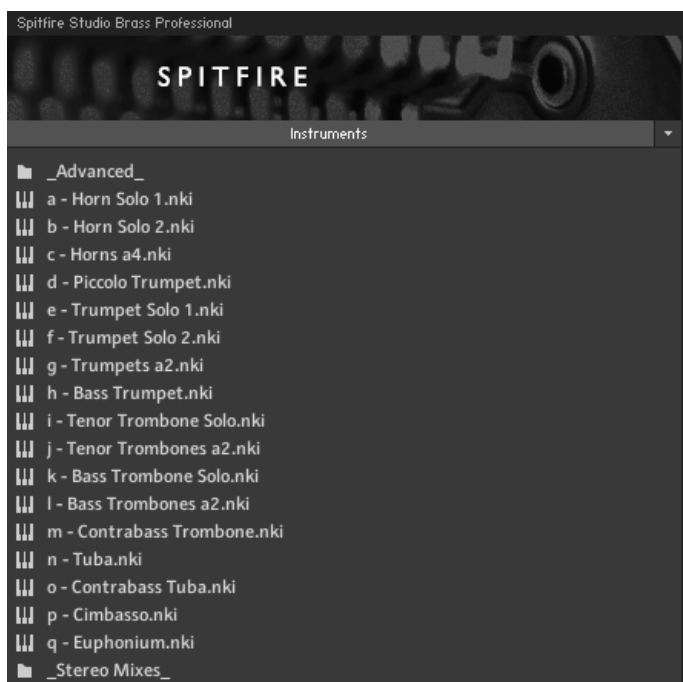 Spitfire Studio Brass Professional
SPITFIRE
Instruments
_Advanced_
a - Horn Solo 1.nki
b - Horn Solo 2.nki
c - Horns a4.nki
d - Piccolo Trumpet.nki
e - Trumpet Solo 1.nki
f - Trumpet Solo 2.nki
g - Trumpets a2.nki
h - Bass Trumpet.nki
i - Tenor Trombone Solo.nki
j - Tenor Trombones a2.nki
k - Bass Trombone Solo.nki
l - Bass Trombones a2.nki
m - Contrabass Trombone.nki
n - Tuba.nki
o - Contrabass Tuba.nki
p - Cimbasso.nki
q - Euphonium.nki
_Stereo Mixes_